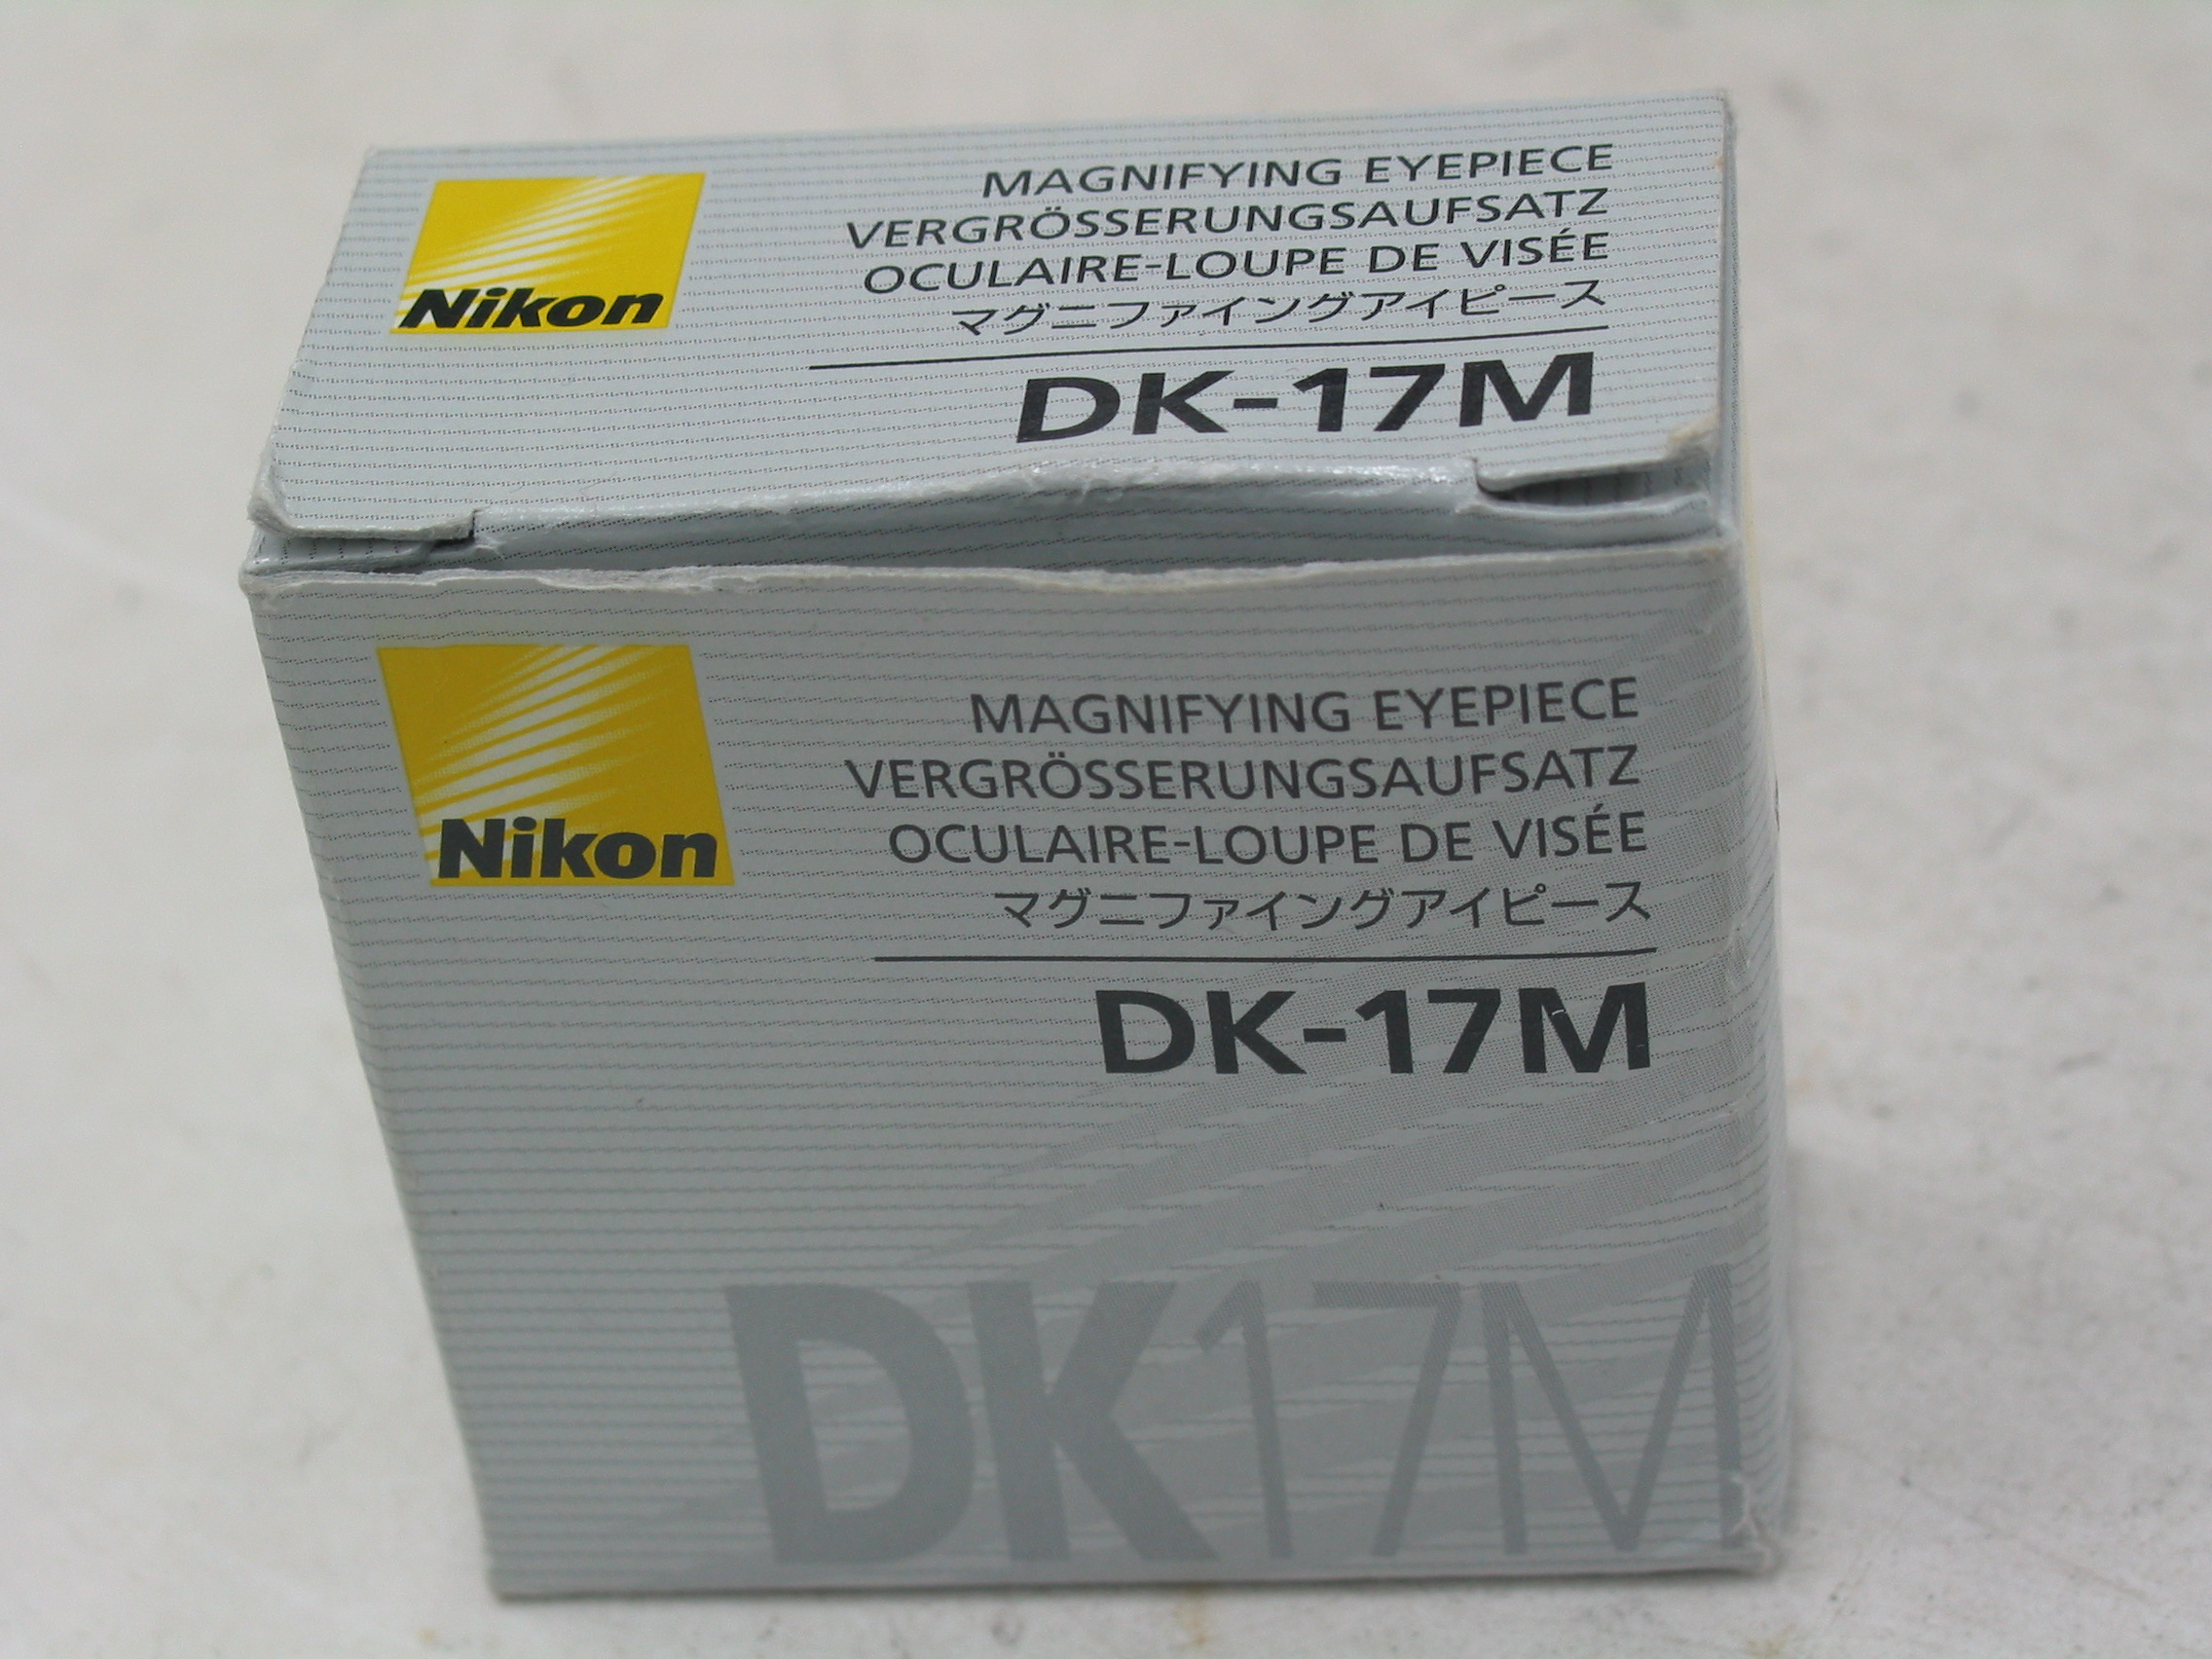 Nikon
MAGNIFYING EYEPIECE
VERGRÖSSERUNGSAUFSATZ
OCULAIRE-LOUPE DE VISÉE
マグニファイングアイピース
DK-17M
Nikon
MAGNIFYING EYEPIECE
VERGRÖSSERUNGSAUFSATZ
OCULAIRE-LOUPE DE VISÉE
マグニファイングアイピース
DK-17M
DK17M